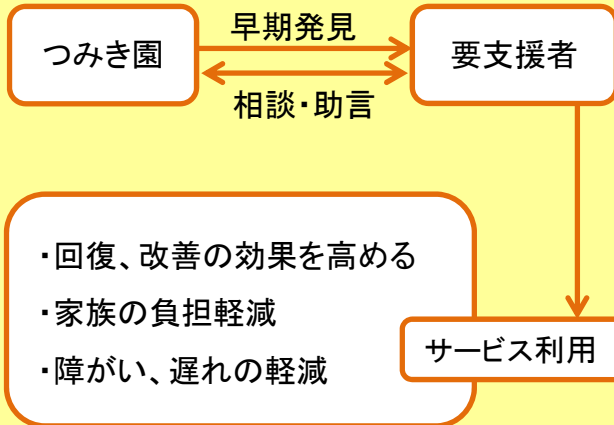 つみき園
早期発見
要支援者
相談・助言
・回復、改善の効果を高める
・家族の負担軽減
・障がい、遅れの軽減
サービス利用